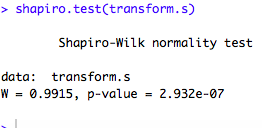 > shapiro.test(transform.s)
Shapiro-Wilk normality test
data:  transform.s
W = 0.9915, p-value = 2.932e-07
>